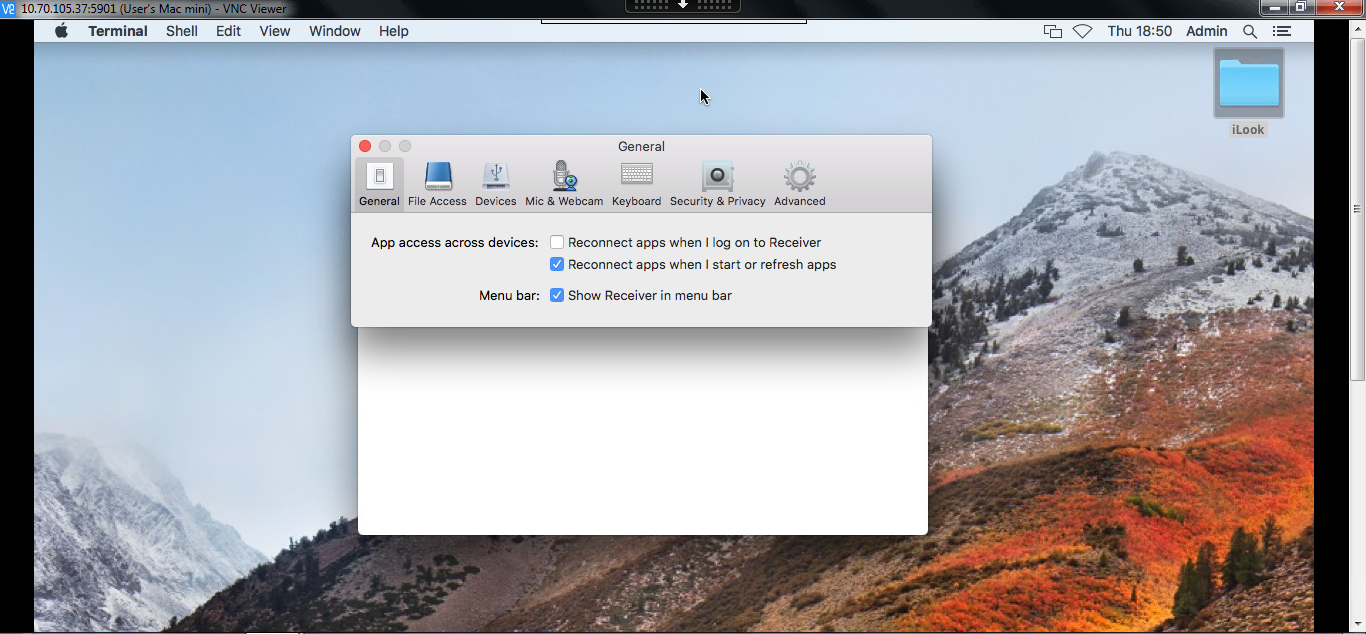 VS 10.70.105.37:5901 (User's Mac mini) - VNC Viewer
Terminal Shell Edit View Window Help Thu 18:50 Admin
iLook
General
General File Access Devices Mic & Webcam Keyboard Security & Privacy Advanced
App access across devices: Reconnect apps when I log on to Receiver
Reconnect apps when I start or refresh apps
Menu bar: Show Receiver in menu bar